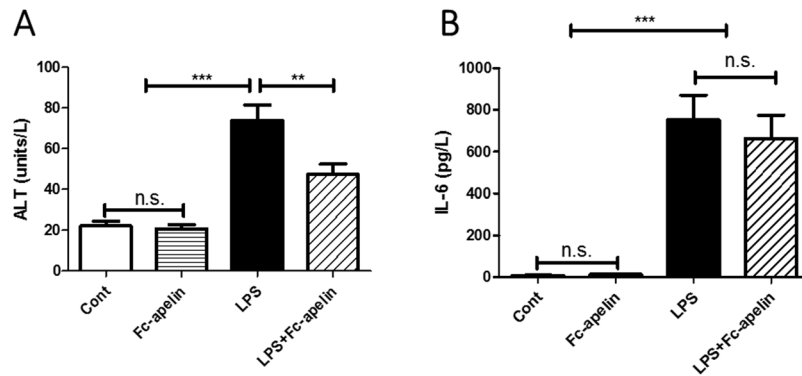 A
ALT (units/L)
100
80
60
40
20
0
n.s.
***
**
Cont
Fc-apelin
LPS
LPS+Fc-apelin
B
IL-6 (pg/L)
1000
800
600
400
200
0
***
n.s.
n.s.
Cont
Fc-apelin
LPS
LPS+Fc-apelin